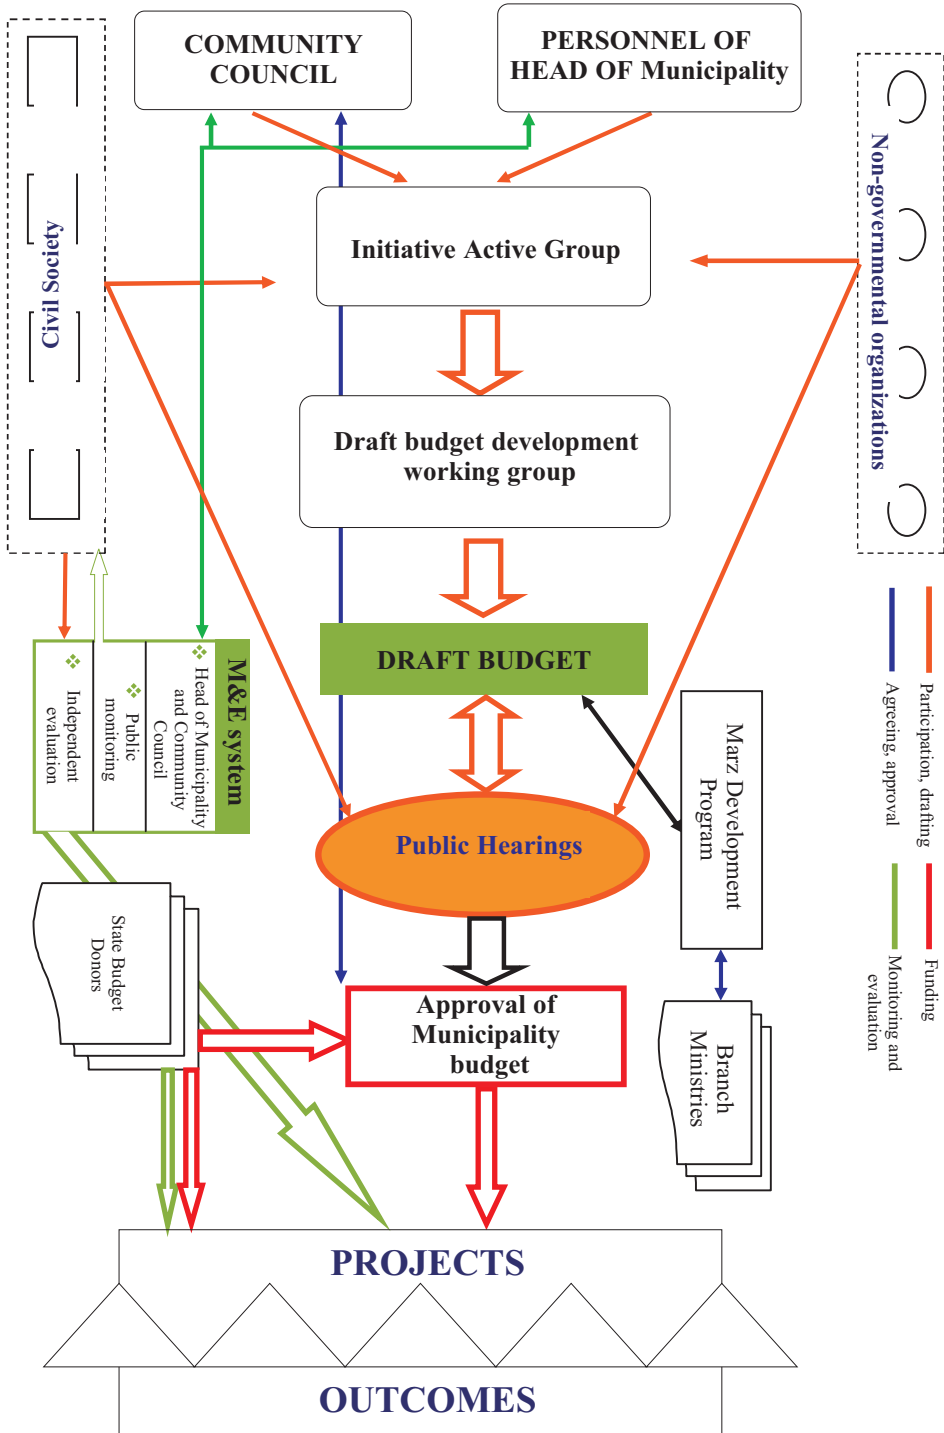 COMMUNITY
COUNCIL
PERSONNEL OF
HEAD OF Municipality
Civil Society
Non-governmental organizations
Initiative Active Group
Draft budget development
working group
DRAFT BUDGET
M&E system
Head of Municipality
and Community
Council
Public
monitoring
Independent
evaluation
Marz Development
Program
Public Hearings
State Budget
Donors
Approval of
Municipality
budget
Branch
Ministries
Participation, drafting
Agreeing, approval
Funding
Monitoring and
evaluation
PROJECTS
OUTCOMES